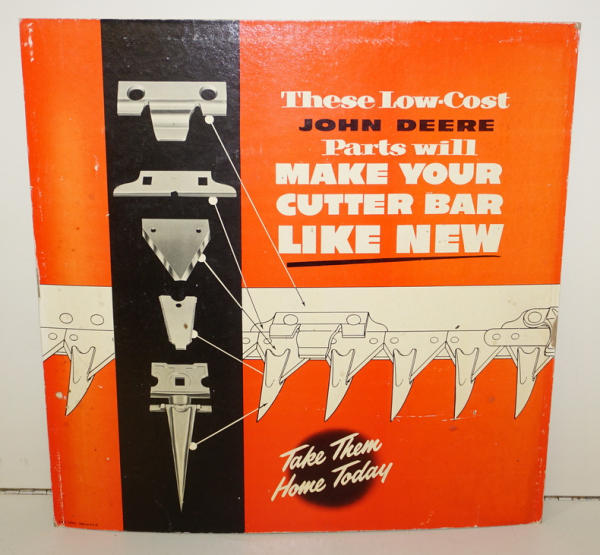 These Low-Cost
JOHN DEERE
Parts will
MAKE YOUR
CUTTER BAR
LIKE NEW
Take Them
Home Today